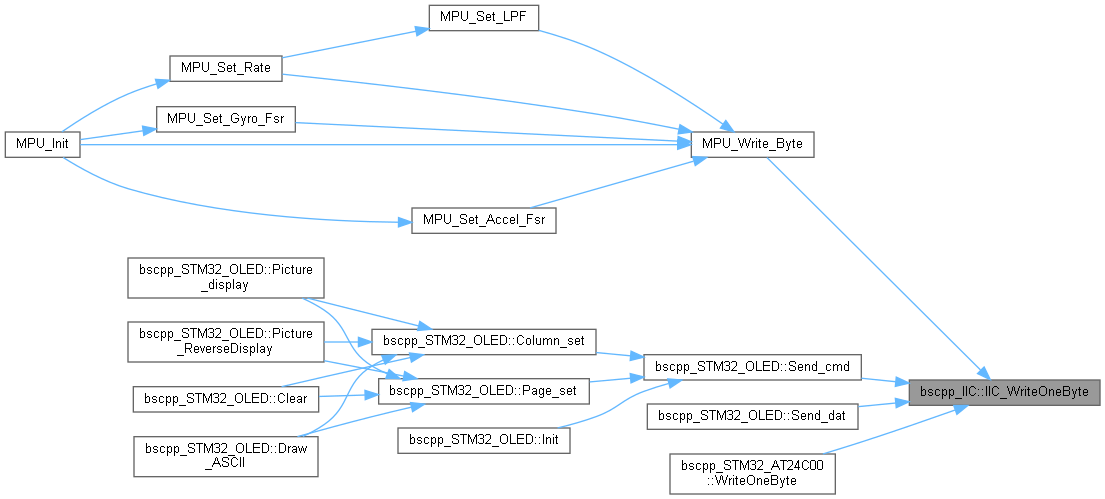 MPU_Set_LPF
MPU_Set_Rate
MPU_Set_Gyro_Fsr
MPU_Init
MPU_Write_Byte
MPU_Set_Accel_Fsr
bscpp_STM32_OLED::Picture
_display
bscpp_STM32_OLED::Picture
_ReverseDisplay
bscpp_STM32_OLED::Column_set
bscpp_STM32_OLED::Send_cmd
bscpp_STM32_OLED::Clear
bscpp_STM32_OLED::Page_set
bscpp_IIC::IIC_WriteOneByte
bscpp_STM32_OLED::Send_dat
bscpp_STM32_OLED::Init
bscpp_STM32_OLED::Draw
_ASCII
bscpp_STM32_AT24C00
::WriteOneByte